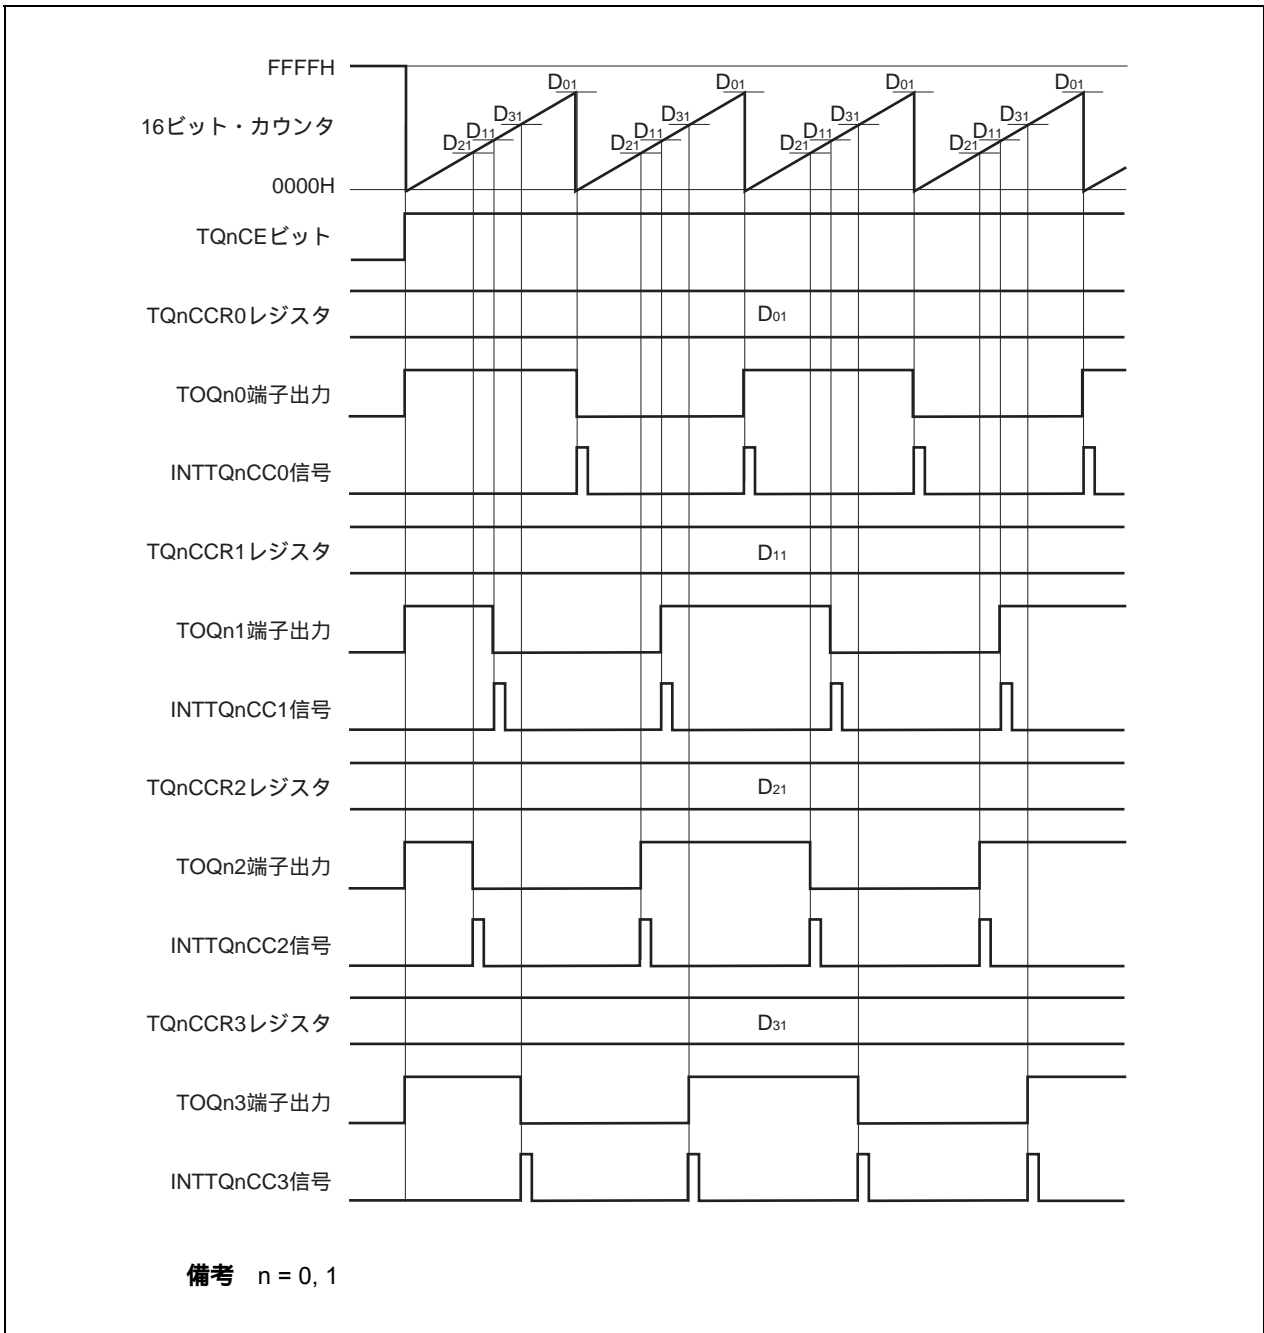 FFFFH
D01 D01 D01 D01
D31 D31 D31 D31
16ビット・カウンタ
D11 D11 D11 D11
D21 D21 D21 D21
0000H
TQnCEビット
TQnCCR0レジスタ D01
TOQn0端子出力
INTTQnCC0信号
TQnCCR1レジスタ D11
TOQn1端子出力
INTTQnCC1信号
TQnCCR2レジスタ D21
TOQn2端子出力
INTTQnCC2信号
TQnCCR3レジスタ D31
TOQn3端子出力
INTTQnCC3信号
備考 n = 0, 1